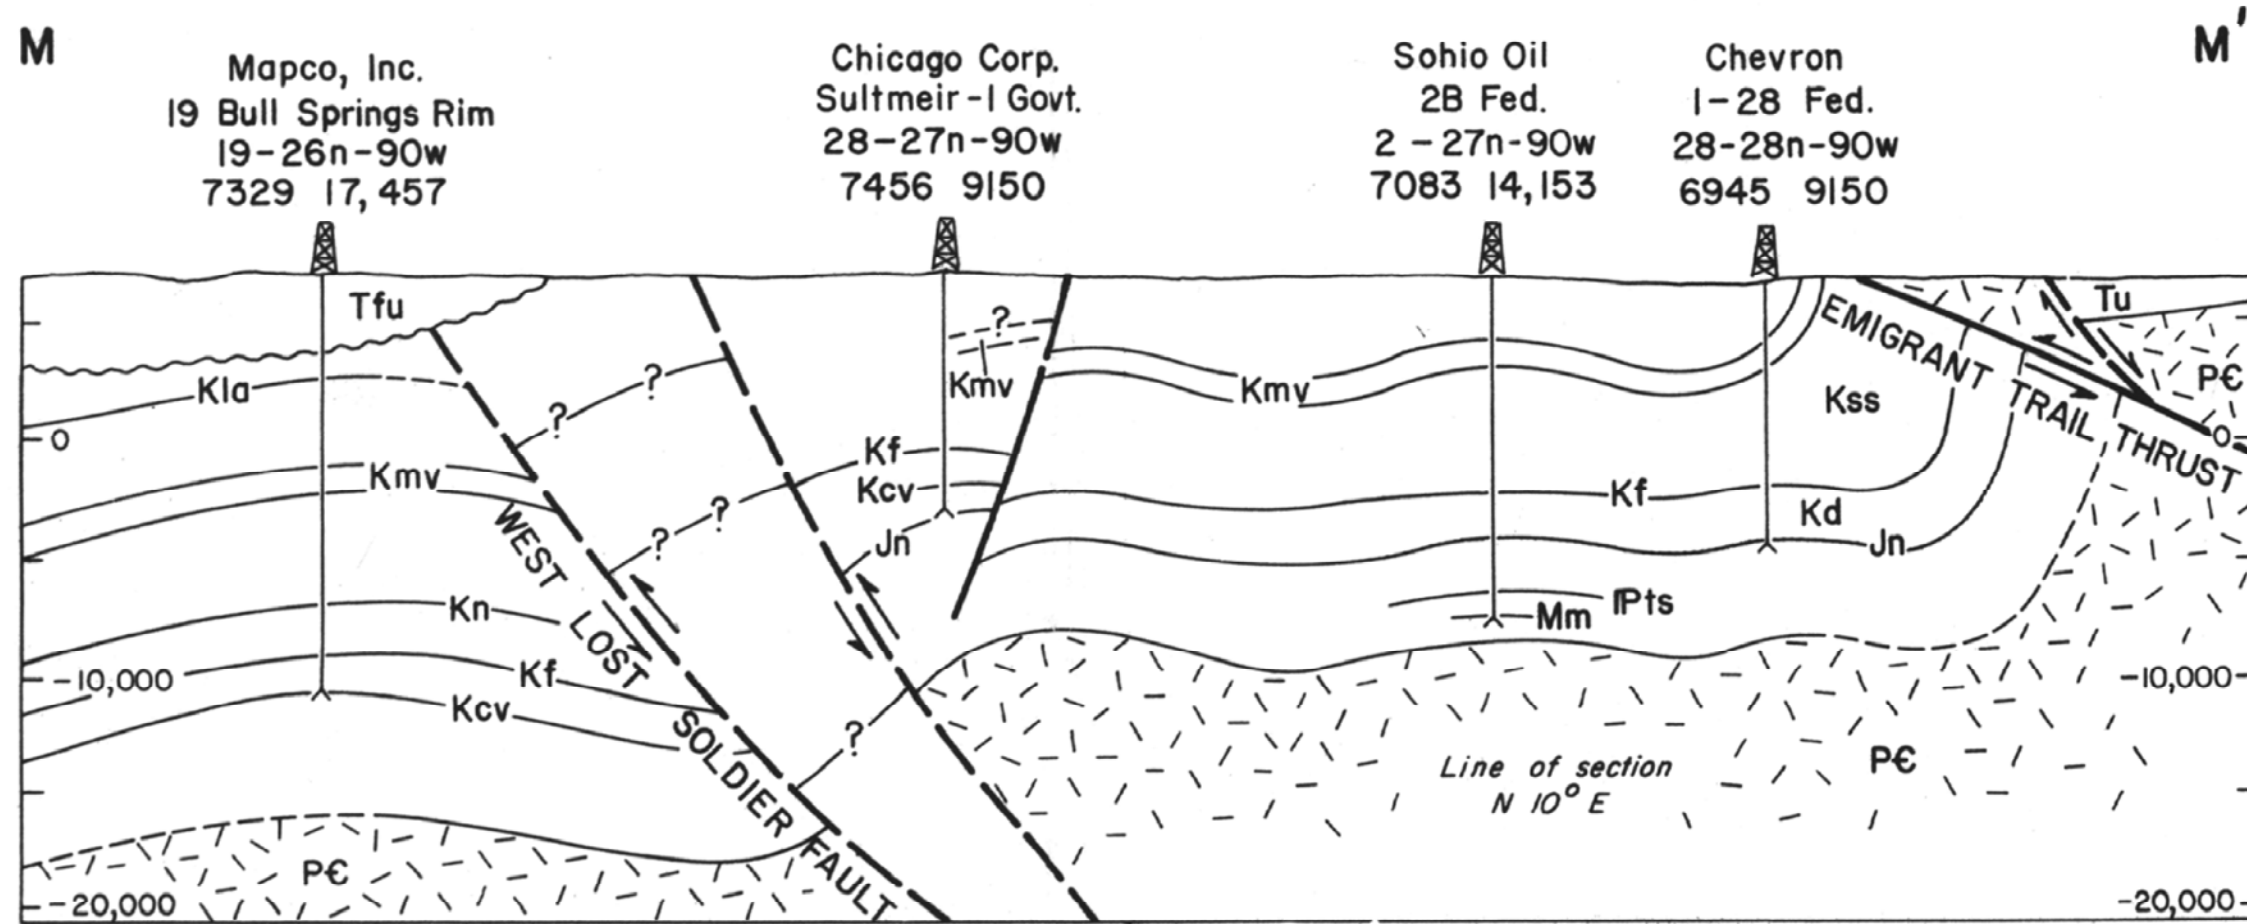 M
M'
Mapco, Inc.
19 Bull Springs Rim
19-26n-90w
7329 17,457
Chicago Corp.
Sultmeir-1 Govt.
28-27n-90w
7456 9150
Sohio Oil
2B Fed.
2-27n-90w
7083 14,153
Chevron
1-28 Fed.
28-28n-90w
6945 9150
Tfu
Kla
0
Kmv
Kn
-10,000
Kf
Kcv
P€
-20,000
WEST LOST SOLDIER FAULT
?
?
?
?
?
?
Kmv
Kf
Kcv
Jn
Kmv
Kf
Kd
Jn
Kss
ℙts
Mm
EMIGRANT TRAIL THRUST
Tu
P€
0
-10,000
Line of section
N 10° E
P€
-20,000